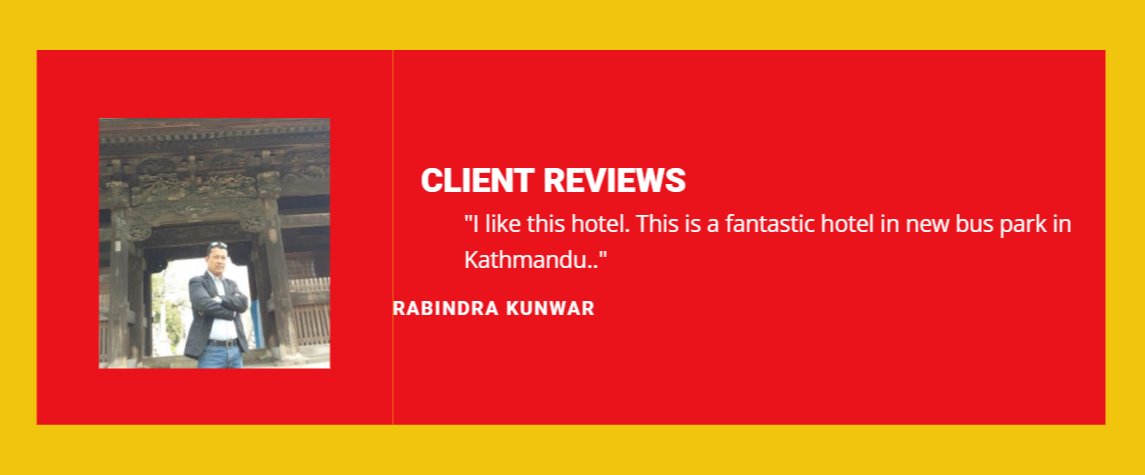 CLIENT REVIEWS
"I like this hotel. This is a fantastic hotel in new bus park in
Kathmandu.."
RABINDRA KUNWAR